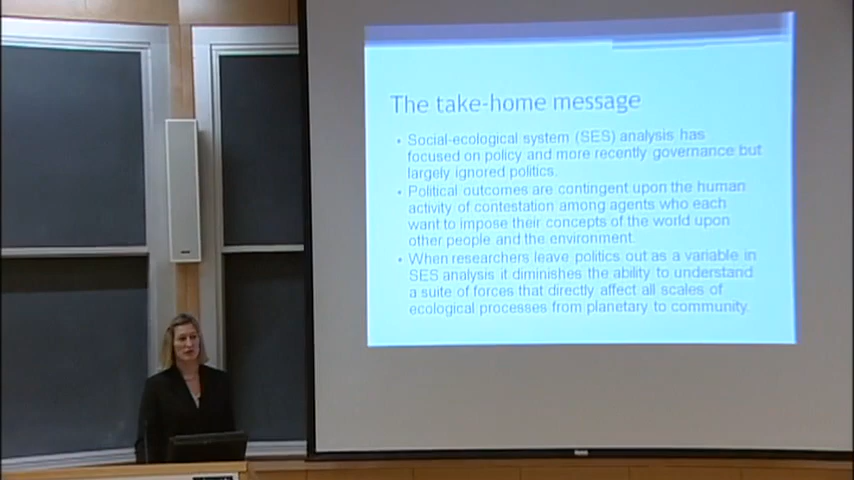 The take-home message
• Social-ecological system (SES) analysis has
focused on policy and more recently governance but
largely ignored politics.
• Political outcomes are contingent upon the human
activity of contestation among agents who each
want to impose their concepts of the world upon
other people and the environment.
• When researchers leave politics out as a variable in
SES analysis it diminishes the ability to understand
a suite of forces that directly affect all scales of
ecological processes from planetary to community.